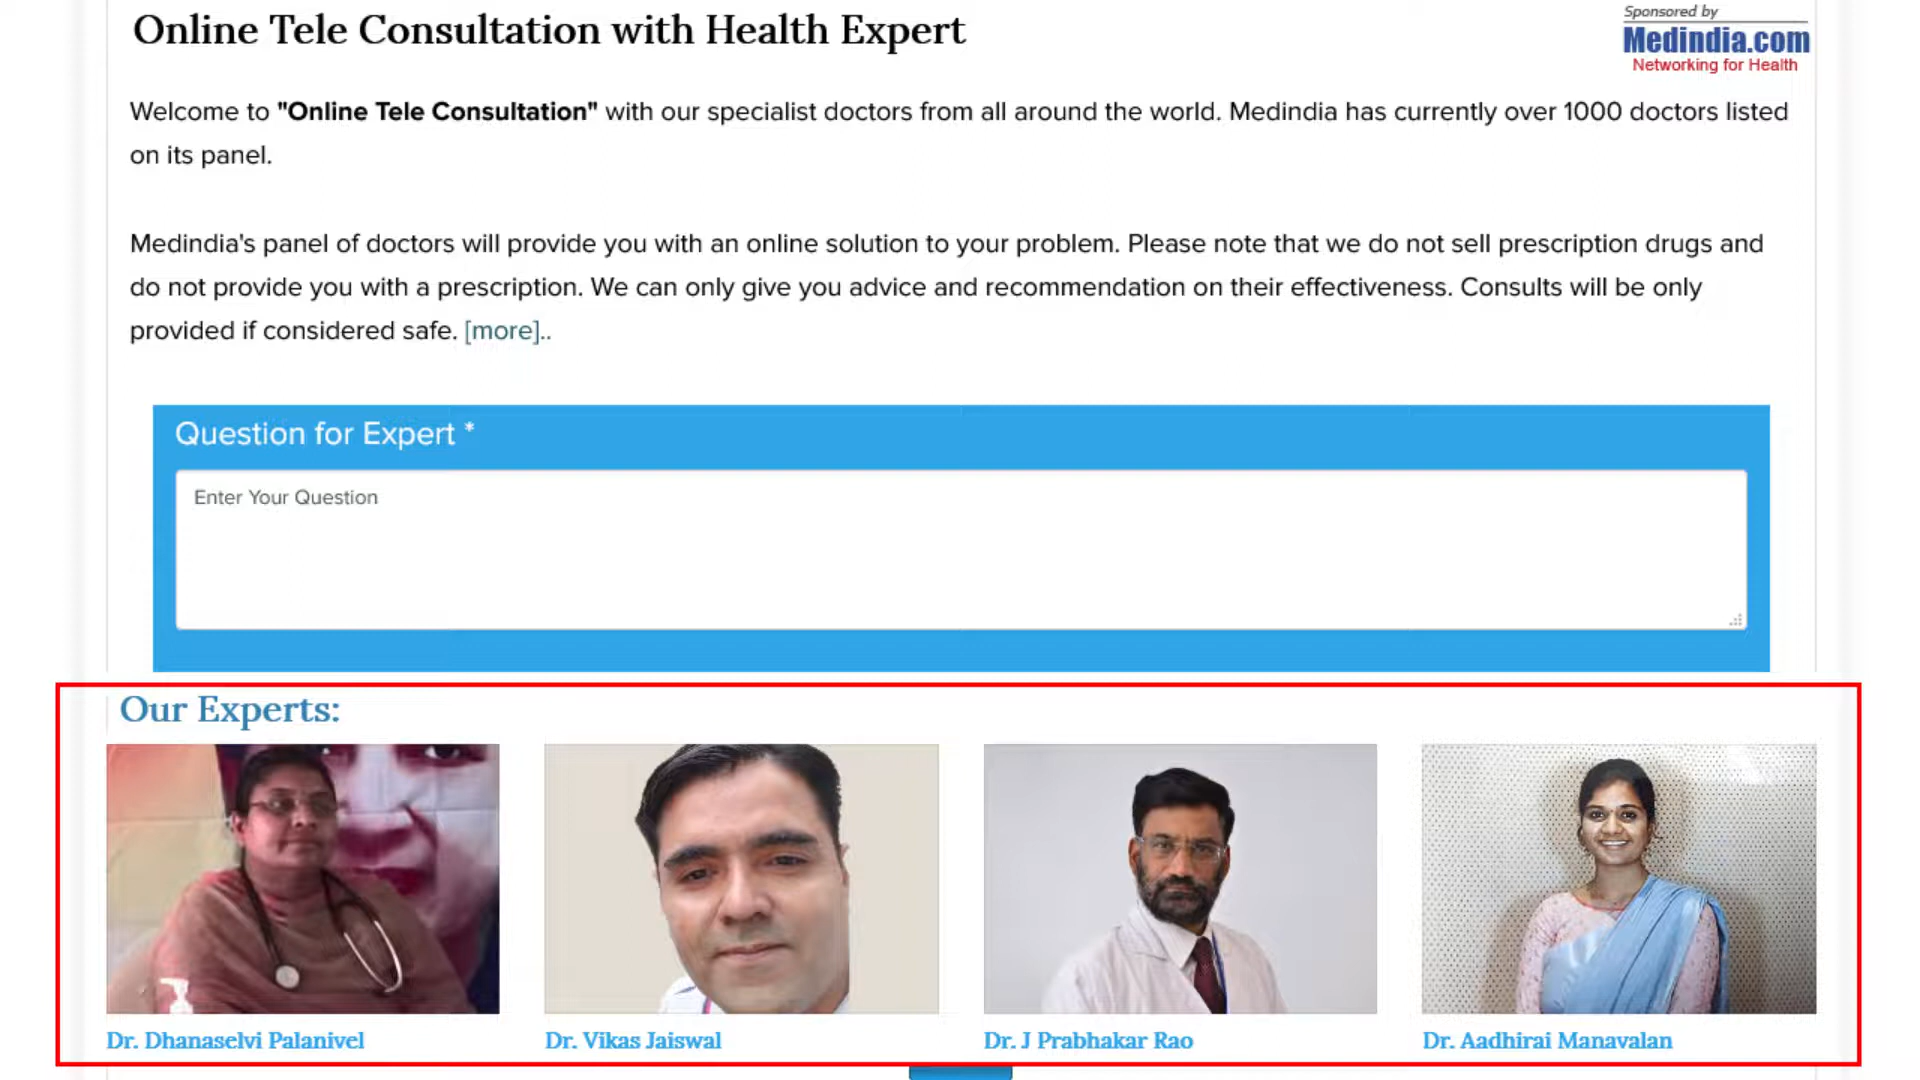 Online Tele Consultation with Health Expert
Sponsored by
Medindia.com
Networking for Health
Welcome to "Online Tele Consultation" with our specialist doctors from all around the world. Medindia has currently over 1000 doctors listed
on its panel.
Medindia's panel of doctors will provide you with an online solution to your problem. Please note that we do not sell prescription drugs and
do not provide you with a prescription. We can only give you advice and recommendation on their effectiveness. Consults will be only
provided if considered safe. [more]..
Question for Expert *
Enter Your Question
Our Experts:
Dr. Dhanaselvi Palanivel
Dr. Vikas Jaiswal
Dr. J Prabhakar Rao
Dr. Aadhirai Manavalan